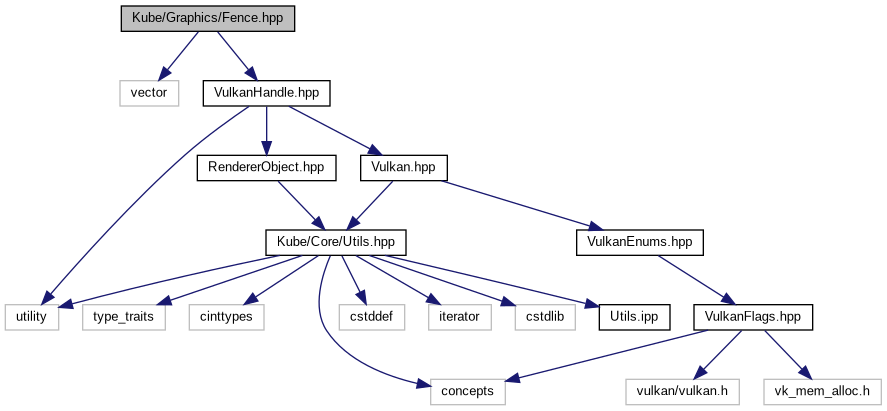 Kube/Graphics/Fence.hpp
vector
VulkanHandle.hpp
RendererObject.hpp
Vulkan.hpp
Kube/Core/Utils.hpp
VulkanEnums.hpp
utility
type_traits
cinttypes
cstddef
iterator
cstdlib
Utils.ipp
VulkanFlags.hpp
concepts
vulkan/vulkan.h
vk_mem_alloc.h